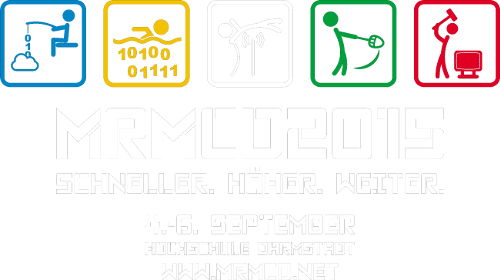 0
1
0
10100
01111
MRMCD2015
SCHNELLER. HÖHER. WEITER.
4.-6. SEPTEMBER
HOCHSCHULE DARMSTADT
WWW.MRMCD.NET